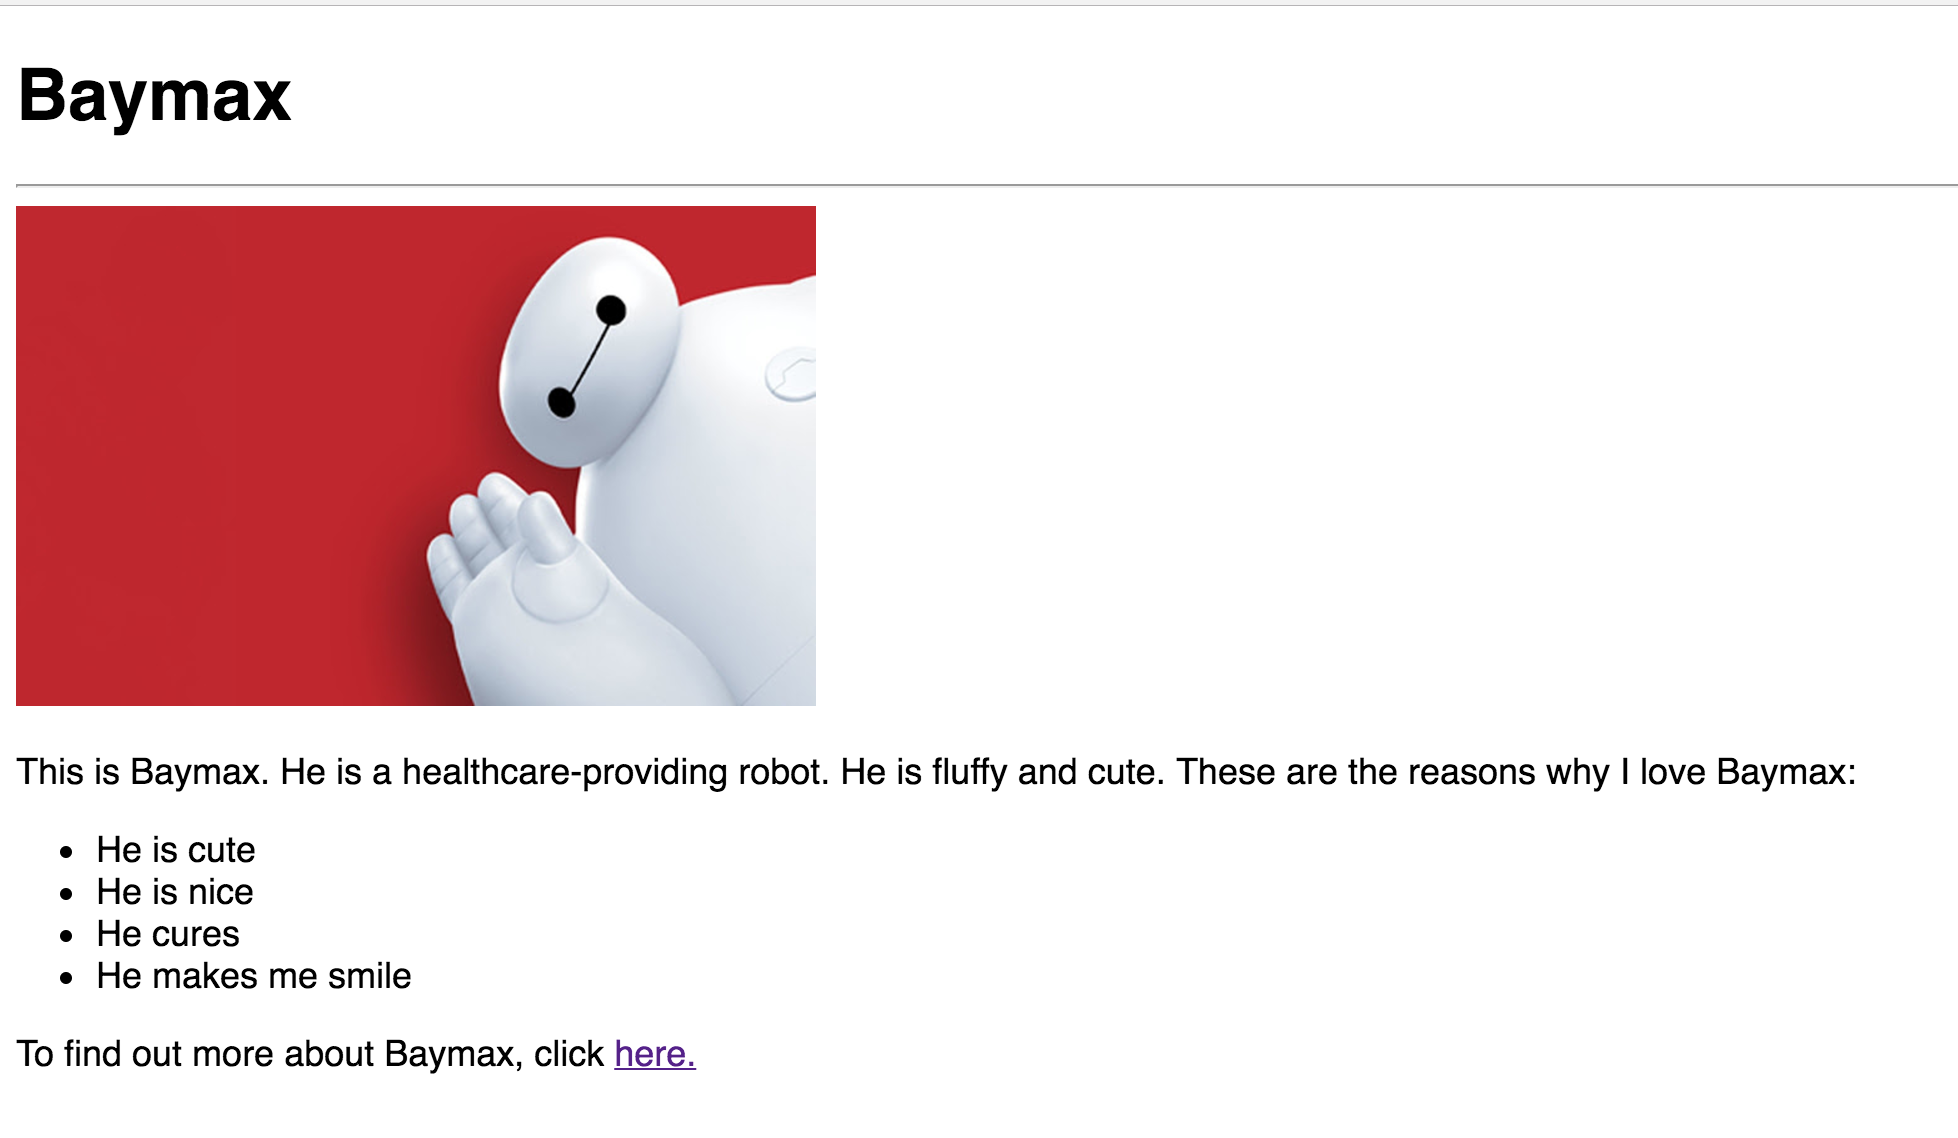 Baymax
This is Baymax. He is a healthcare-providing robot. He is fluffy and cute. These are the reasons why I love Baymax:
He is cute
He is nice
He cures
He makes me smile
To find out more about Baymax, click here.